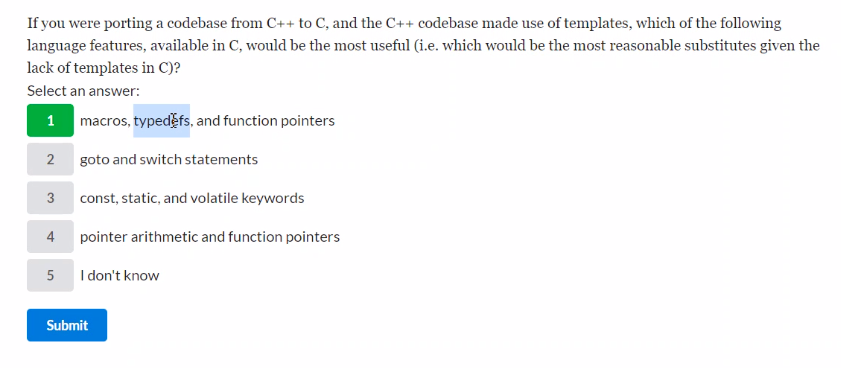 If you were porting a codebase from C++ to C, and the C++ codebase made use of templates, which of the following
language features, available in C, would be the most useful (i.e. which would be the most reasonable substitutes given the
lack of templates in C)?
Select an answer:
1 macros, typedefs, and function pointers
2 goto and switch statements
3 const, static, and volatile keywords
4 pointer arithmetic and function pointers
5 I don't know
Submit